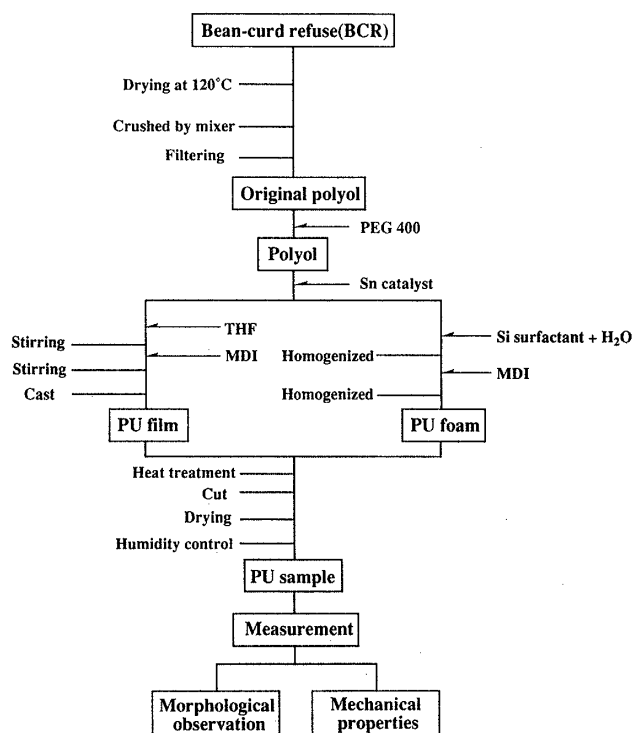 Bean-curd refuse(BCR)
Drying at 120°C
Crushed by mixer
Filtering
Original polyol
PEG 400
Polyol
Sn catalyst
THF
Stirring
MDI
Stirring
Cast
PU film
Si surfactant + H₂O
Homogenized
MDI
Homogenized
PU foam
Heat treatment
Cut
Drying
Humidity control
PU sample
Measurement
Morphological
observation
Mechanical
properties